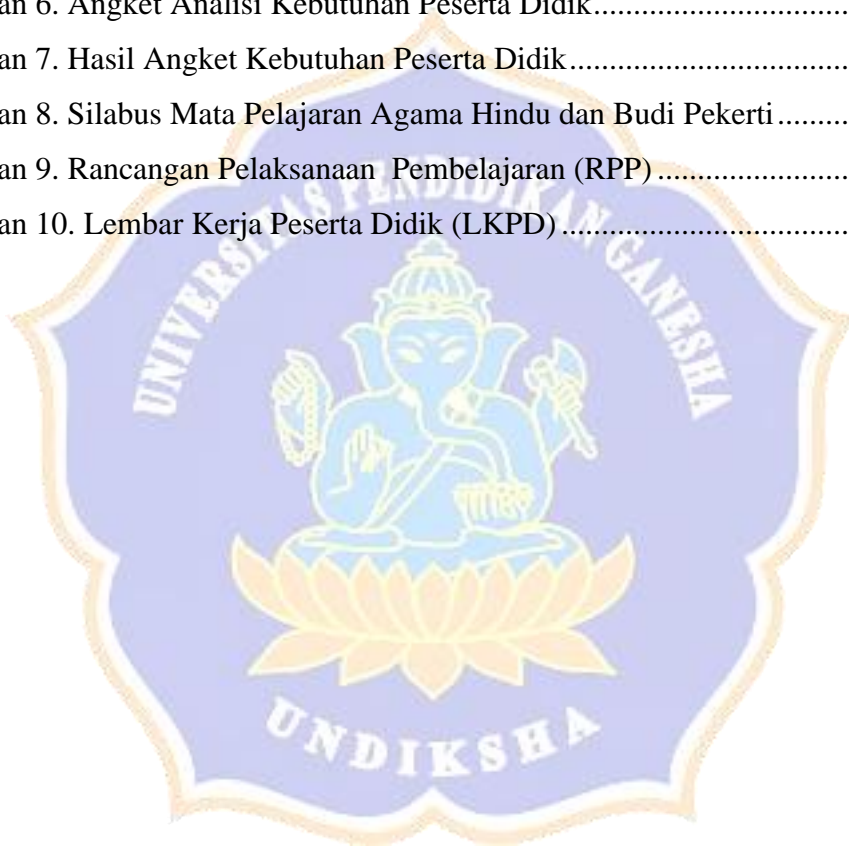 an 6. Angket Analisi Kebutuhan Peserta Didik................................
an 7. Hasil Angket Kebutuhan Peserta Didik...................................
an 8. Silabus Mata Pelajaran Agama Hindu dan Budi Pekerti.........
an 9. Rancangan Pelaksanaan  Pembelajaran (RPP)........................
an 10. Lembar Kerja Peserta Didik (LKPD)....................................
UNIVERSITAS PENDIDIKAN GANESHA
UNDIKSHA